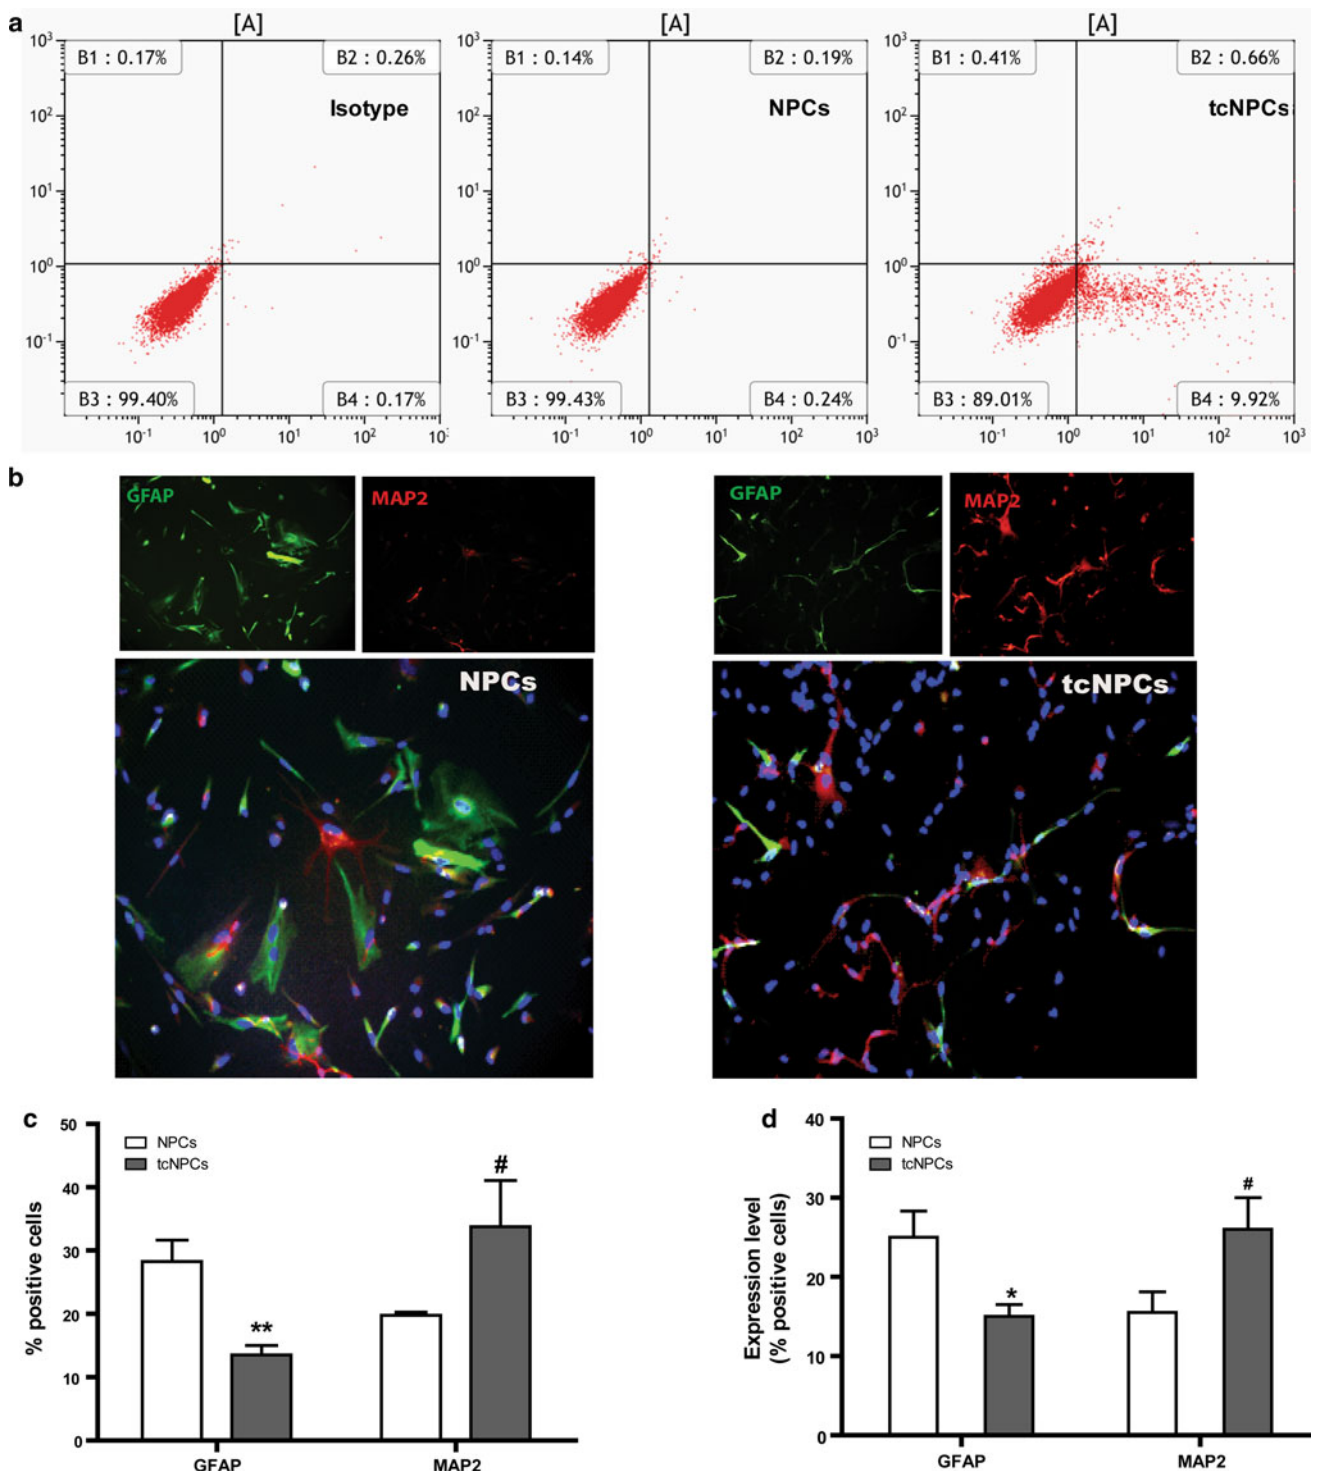 a
[A]
[A]
[A]
10³
10²
10¹
10⁰
10⁻¹
B1 : 0.17%
B2 : 0.26%
Isotype
B3 : 99.40%
B4 : 0.17%
10⁻¹
10⁰
10¹
10²
10³
10³
10²
10¹
10⁰
10⁻¹
B1 : 0.14%
B2 : 0.19%
NPCs
B3 : 99.43%
B4 : 0.24%
10⁻¹
10⁰
10¹
10²
10³
10³
10²
10¹
10⁰
10⁻¹
B1 : 0.41%
B2 : 0.66%
tcNPCs
B3 : 89.01%
B4 : 9.92%
10⁻¹
10⁰
10¹
10²
10³
b
GFAP
MAP2
NPCs
GFAP
MAP2
tcNPCs
c
50
40
30
20
10
0
% positive cells
NPCs
tcNPCs
**
#
GFAP
MAP2
d
40
30
20
10
0
Expression level
(% positive cells)
NPCs
tcNPCs
*
#
GFAP
MAP2